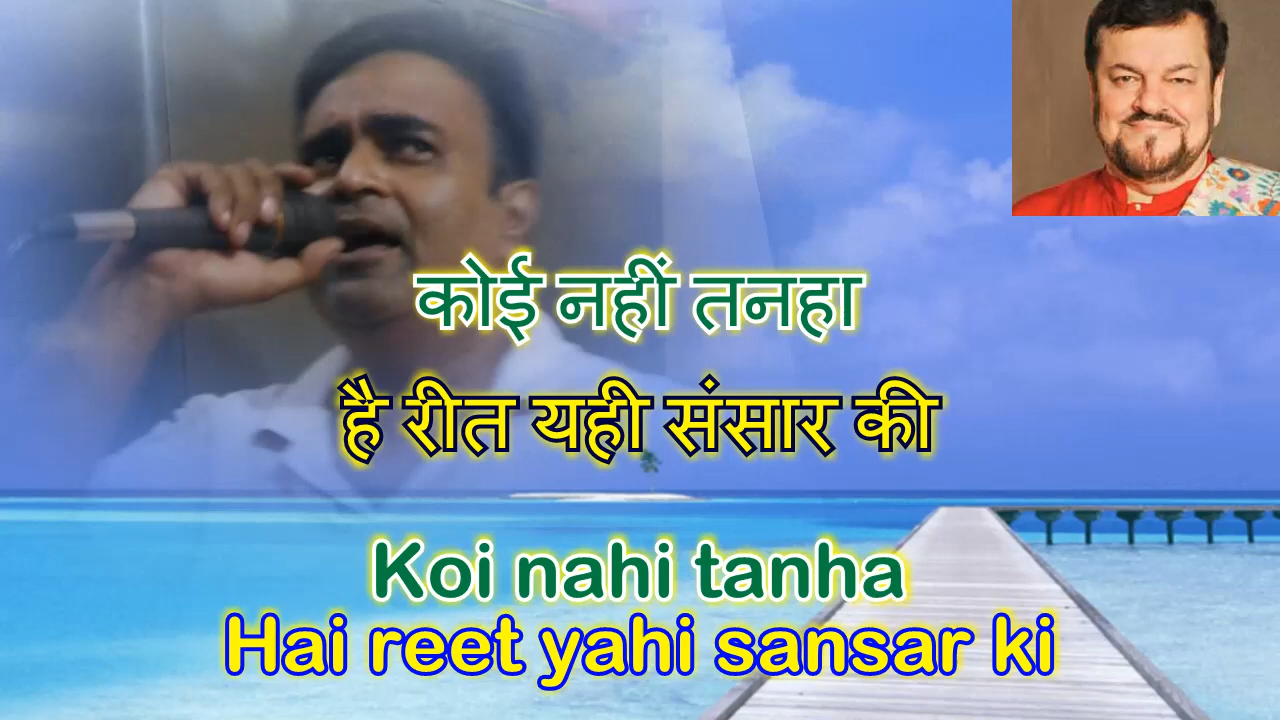 कोई नहीं तनहा
है रीत यही संसार की
Koi nahi tanha
Hai reet yahi sansar ki